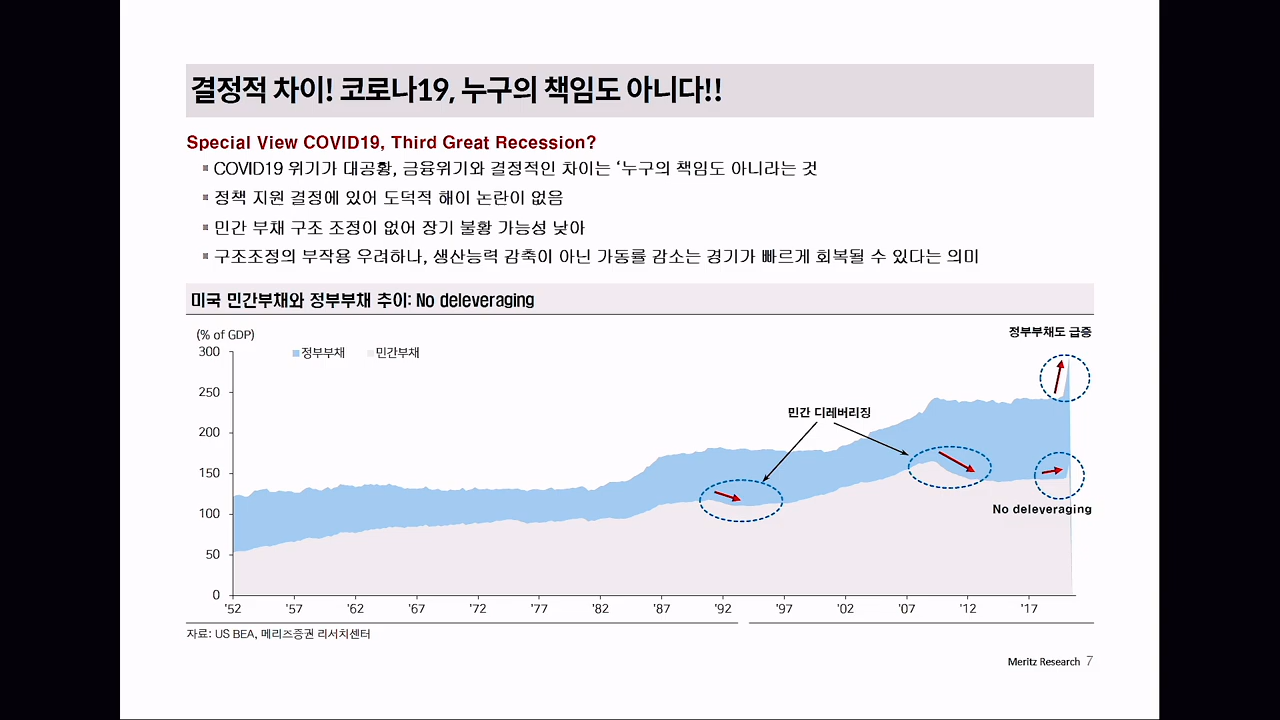 결정적 차이! 코로나19, 누구의 책임도 아니다!!
Special View COVID19, Third Great Recession?
▪ COVID19 위기가 대공황, 금융위기와 결정적인 차이는 ‘누구의 책임도 아니라는 것
▪ 정책 지원 결정에 있어 도덕적 해이 논란이 없음
▪ 민간 부채 구조 조정이 없어 장기 불황 가능성 낮아
▪ 구조조정의 부작용 우려하나, 생산능력 감축이 아닌 가동률 감소는 경기가 빠르게 회복될 수 있다는 의미
미국 민간부채와 정부부채 추이: No deleveraging
(% of GDP)
정부부채도 급증
300
정부부채 민간부채
250
민간 디레버리징
200
150
No deleveraging
100
50
0
'52 '57 '62 '67 '72 '77 '82 '87 '92 '97 '02 '07 '12 '17
자료: US BEA, 메리츠증권 리서치센터
Meritz Research 7